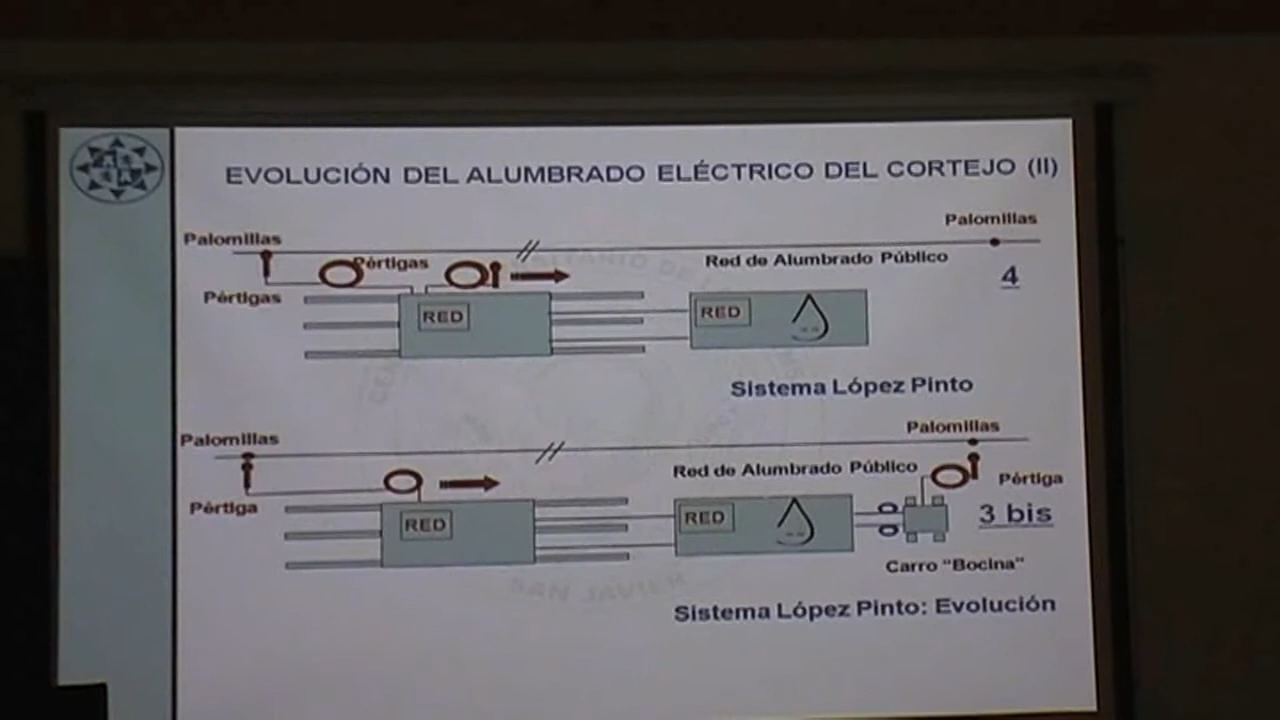 EVOLUCIÓN DEL ALUMBRADO ELÉCTRICO DEL CORTEJO (II)
Palomillas
Palomillas
Pértigas
Red de Alumbrado Público
4
Pértigas
RED
RED
Sistema López Pinto
Palomillas
Palomillas
Red de Alumbrado Público
Pértiga
Pértiga
RED
RED
3 bis
Carro “Bocina”
SAN JAVIER
Sistema López Pinto: Evolución